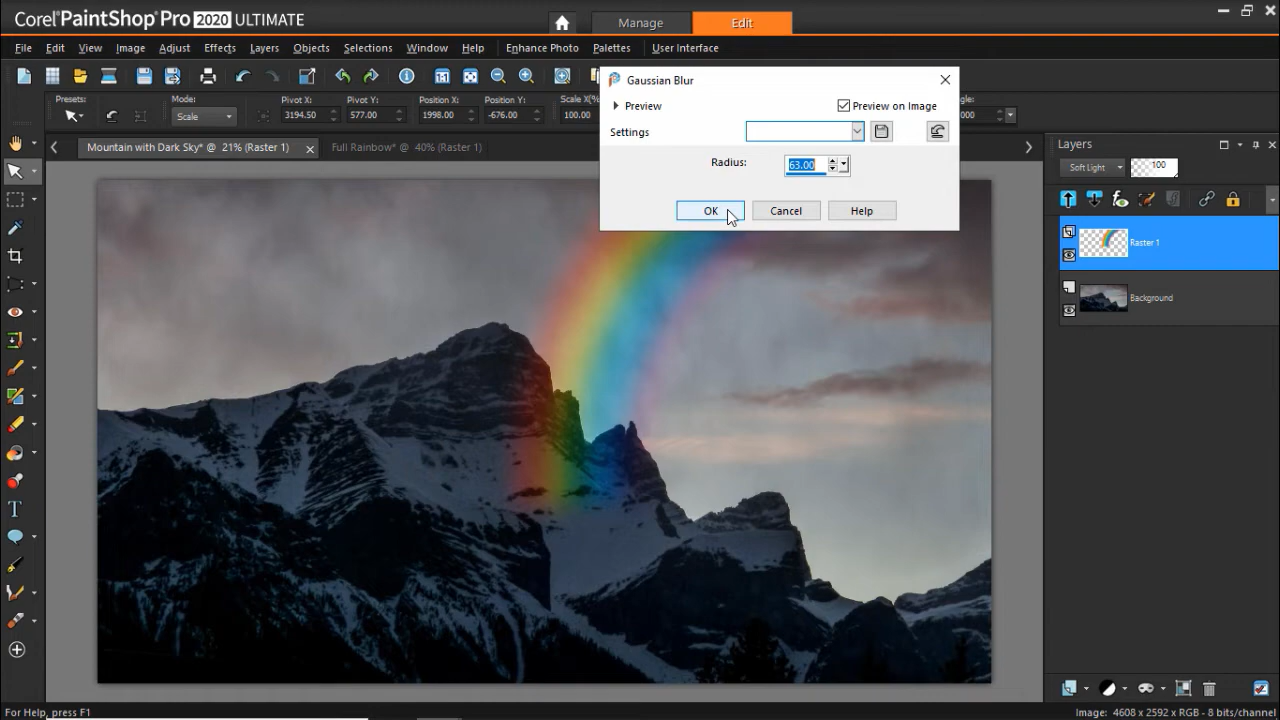 Corel PaintShop Pro 2020 ULTIMATE
Manage
Edit
File Edit View Image Adjust Effects Layers Objects Selections Window Help Enhance Photo Palettes User Interface
Presets:
Mode:
Scale
Pivot X:
3194.50
Pivot Y:
577.00
Position X:
1998.00
Position Y:
-676.00
Scale X(%
100.00
000
Gaussian Blur
Preview
Preview on Image
Settings
Radius:
63.00
OK
Cancel
Help
Mountain with Dark Sky* @ 21% (Raster 1)
Full Rainbow* @ 40% (Raster 1)
Layers
Soft Light
100
Raster 1
Background
For Help, press F1
Image: 4608 x 2592 x RGB - 8 bits/channel